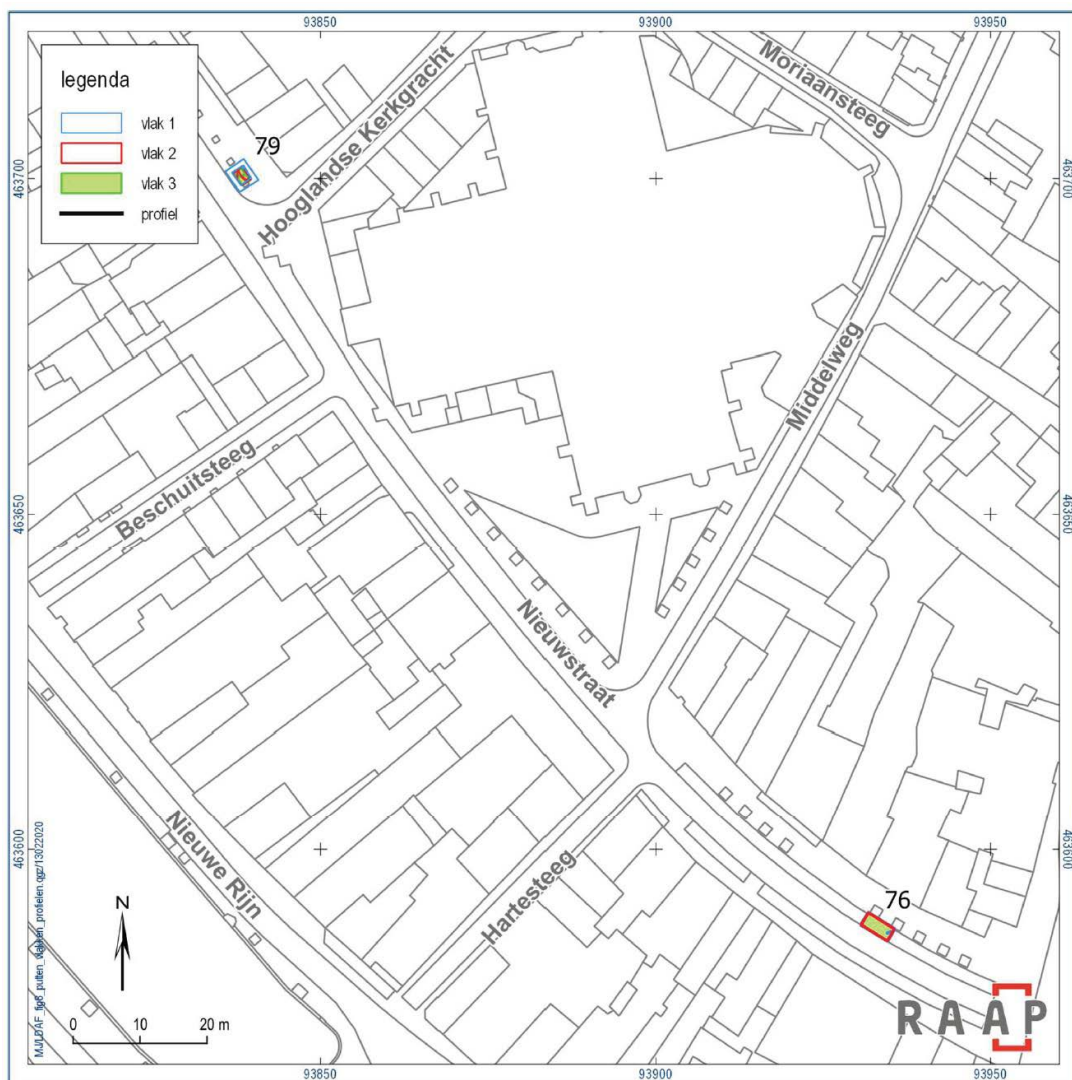 93850
93900
93950
legenda
vlak 1
vlak 2
vlak 3
profiel
79
Hooglandse Kerkgracht
Moriaansteeg
463700
463700
Middelweg
Beschuitsteeg
463650
463650
Nieuwstraat
Nieuwe Rijn
Hartesteeg
463600
463600
76
N
0 10 20 m
RAAP
93850
93900
93950